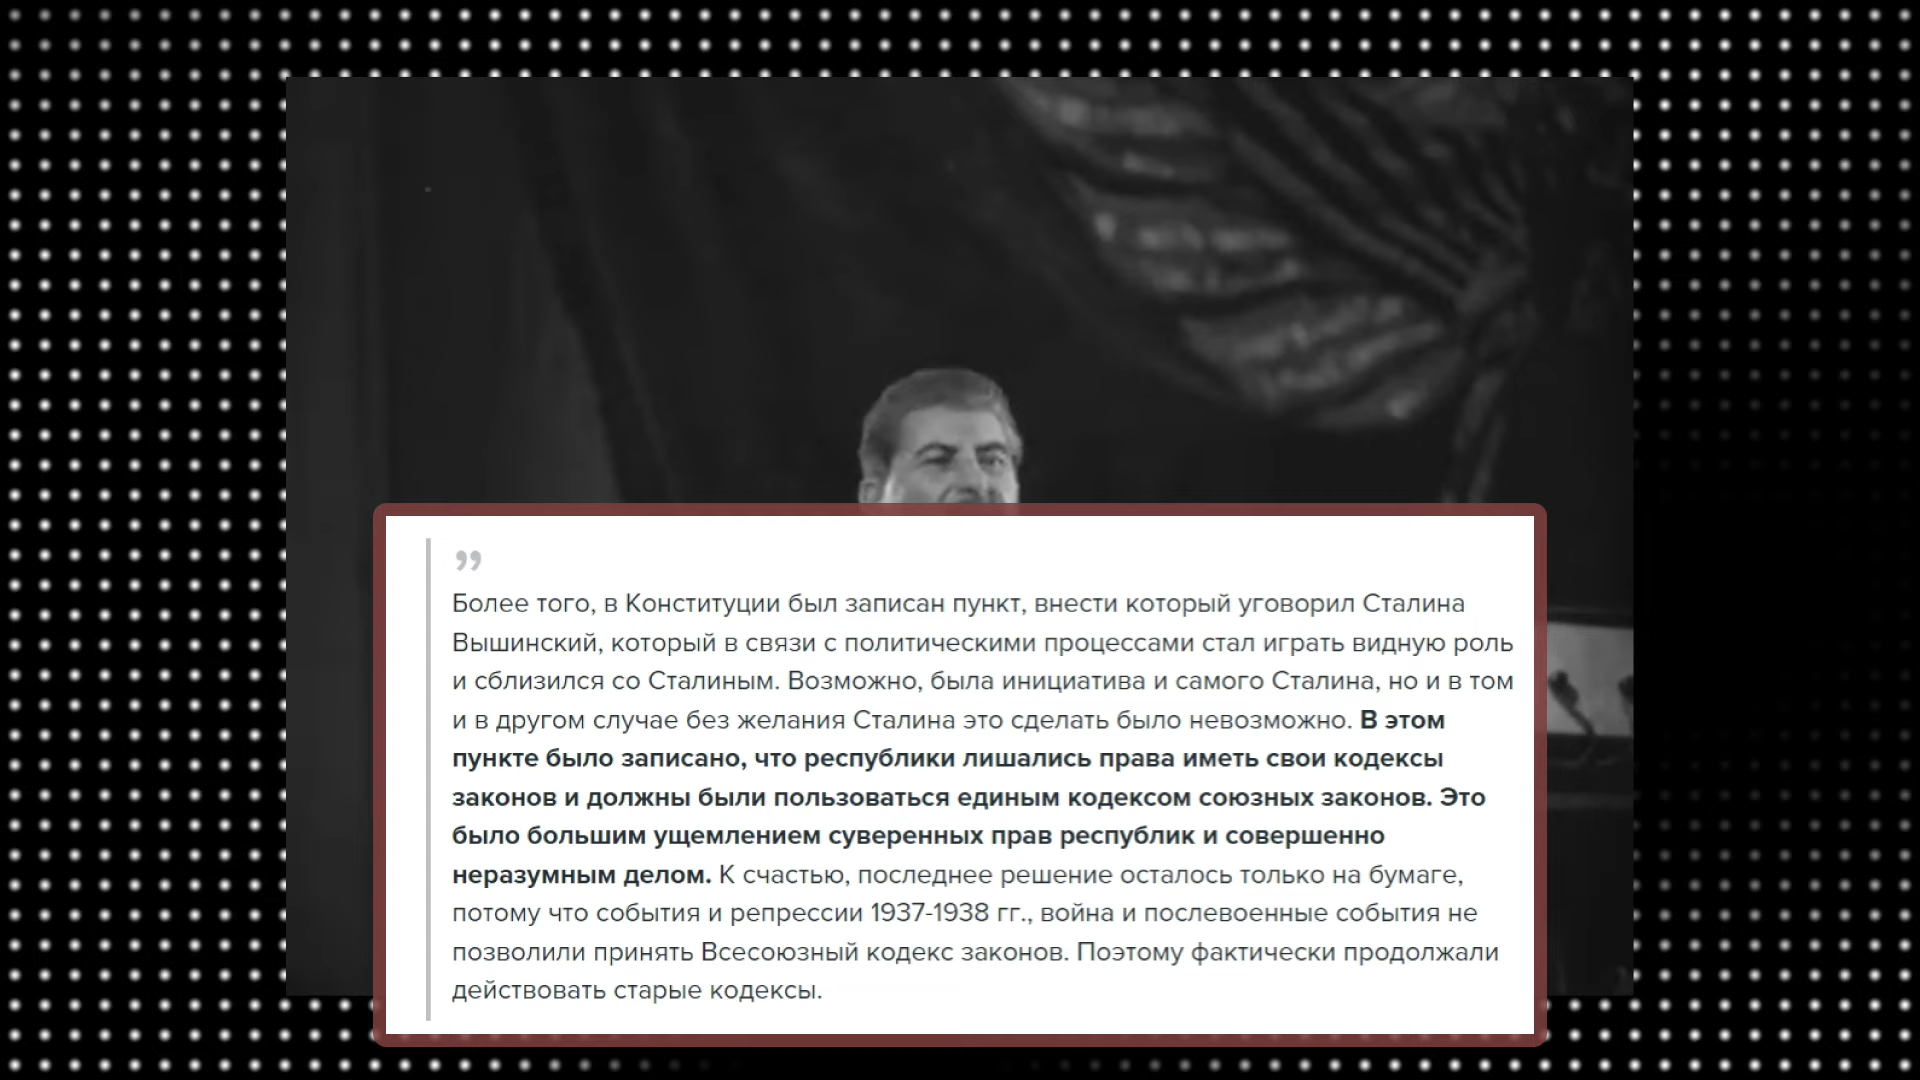 ”
Более того, в Конституции был записан пункт, внести который уговорил Сталина
Вышинский, который в связи с политическими процессами стал играть видную роль
и сблизился со Сталиным. Возможно, была инициатива и самого Сталина, но и в том
и в другом случае без желания Сталина это сделать было невозможно. В этом
пункте было записано, что республики лишались права иметь свои кодексы
законов и должны были пользоваться единым кодексом союзных законов. Это
было большим ущемлением суверенных прав республик и совершенно
неразумным делом. К счастью, последнее решение осталось только на бумаге,
потому что события и репрессии 1937-1938 гг., война и послевоенные события не
позволили принять Всесоюзный кодекс законов. Поэтому фактически продолжали
действовать старые кодексы.